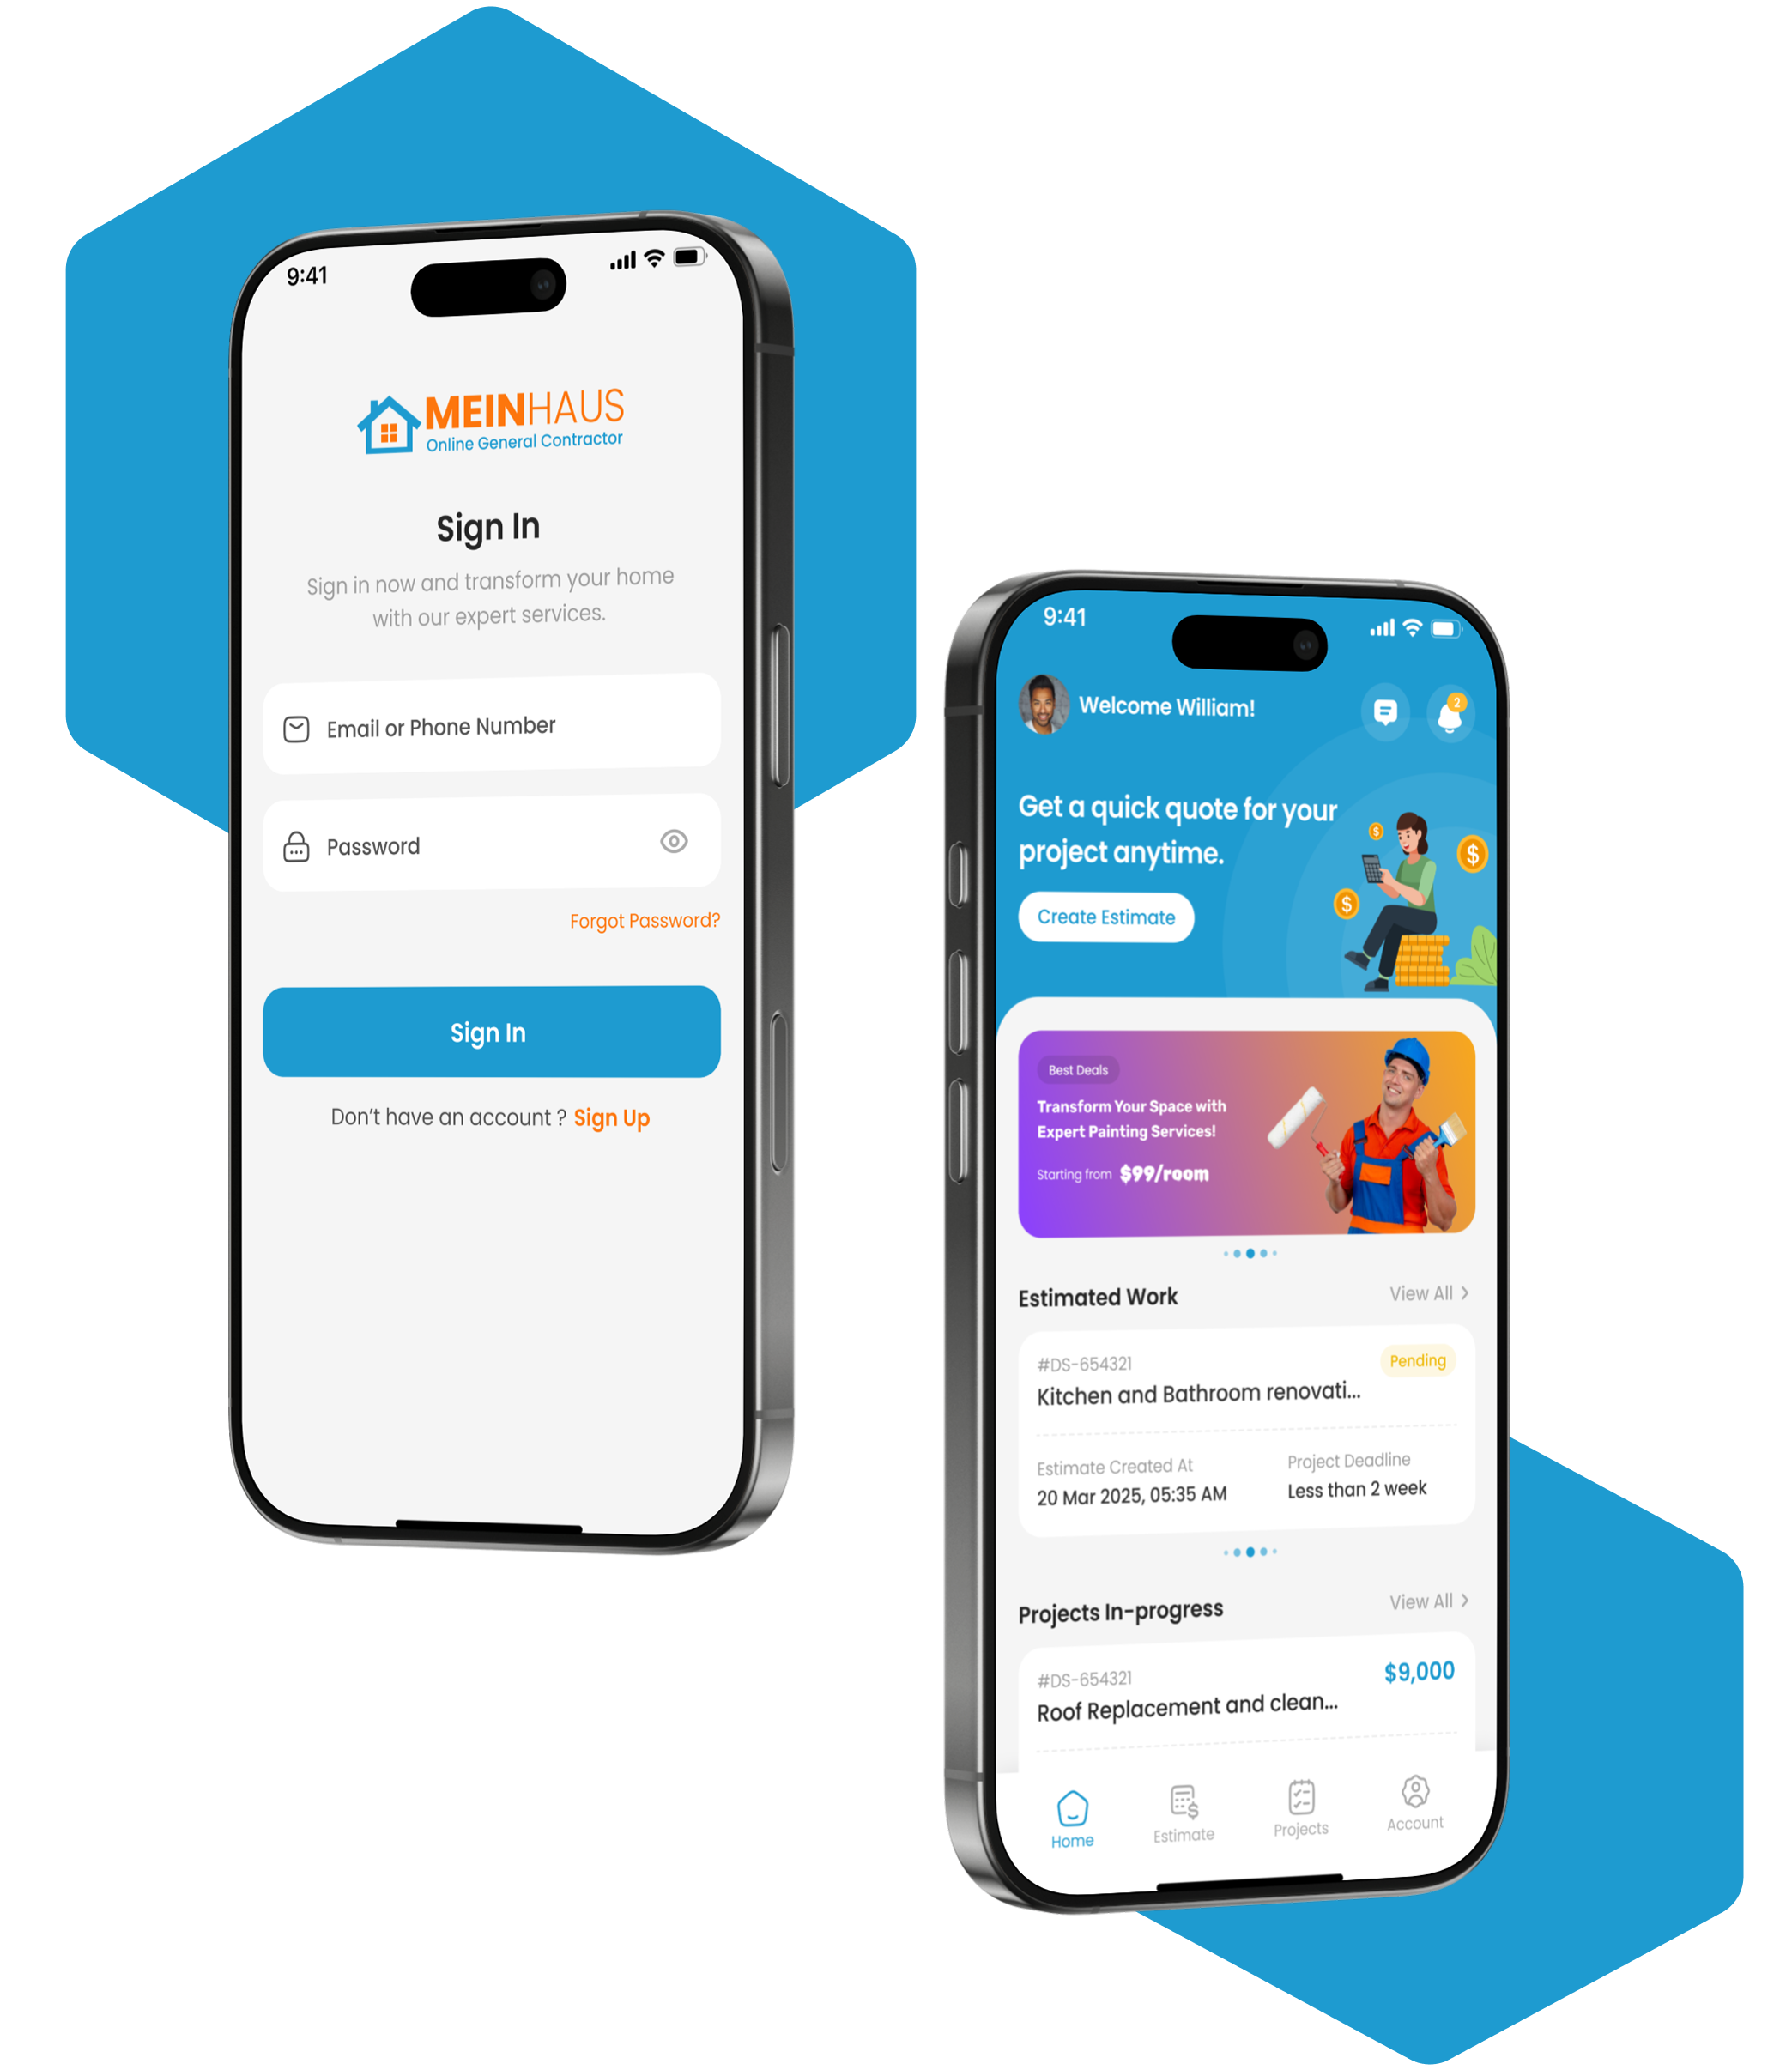 9:41
MEINHAUS
Online General Contractor
Sign In
Sign in now and transform your home
with our expert services.
Email or Phone Number
Password
Forgot Password?
Sign In
Don't have an account ? Sign Up
9:41
Welcome William!
2
Get a quick quote for your
project anytime.
$
$
$
Create Estimate
Best Deals
Transform Your Space with
Expert Painting Services!
Starting from $99/room
Estimated Work
View All >
#DS-654321
Pending
Kitchen and Bathroom renovati...
Estimate Created At
Project Deadline
20 Mar 2025, 05:35 AM
Less than 2 week
Projects In-progress
View All >
#DS-654321
$9,000
Roof Replacement and clean...
Home
Estimate
Projects
Account